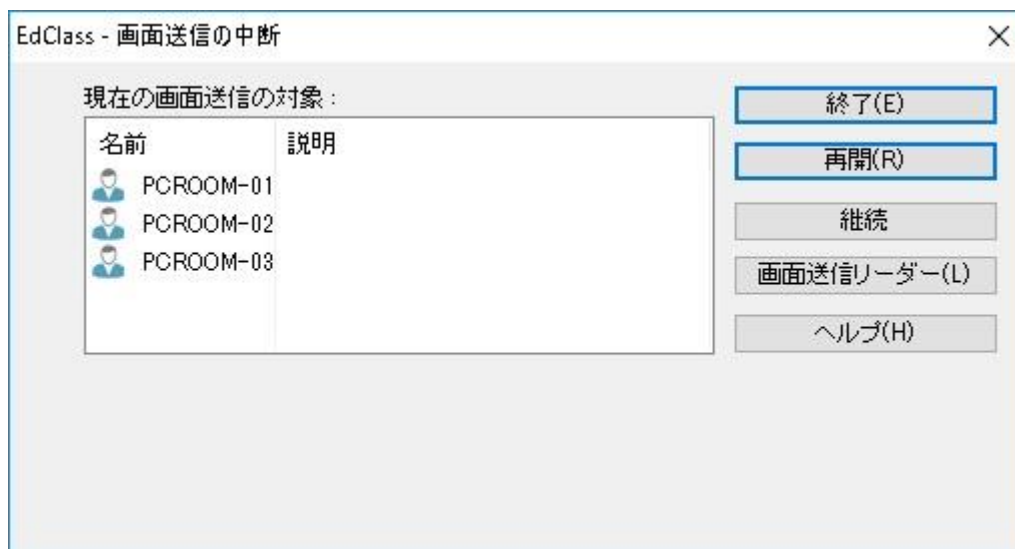 EdClass - 画面送信の中断
現在の画面送信の対象:
名前 説明
PCROOM-01
PCROOM-02
PCROOM-03
終了(E)
再開(R)
継続
画面送信リーダー(L)
ヘルプ(H)